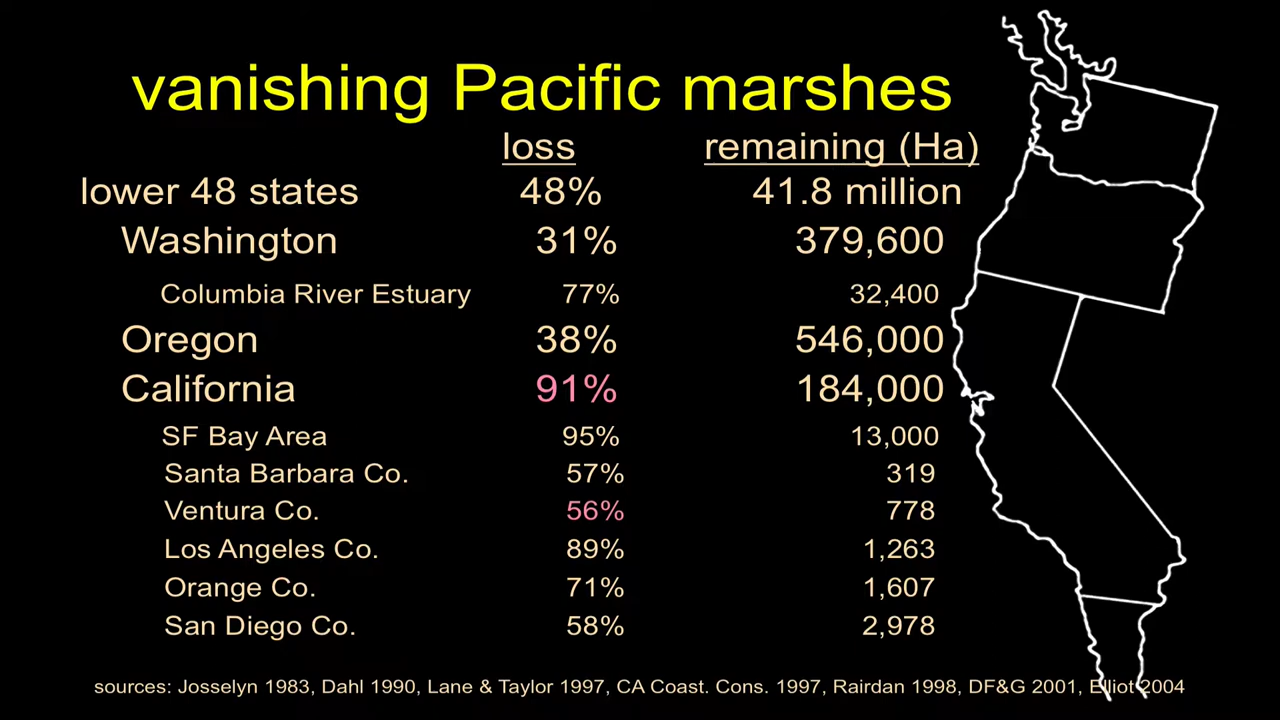 vanishing Pacific marshes
loss remaining (Ha)
lower 48 states 48% 41.8 million
Washington 31% 379,600
Columbia River Estuary 77% 32,400
Oregon 38% 546,000
California 91% 184,000
SF Bay Area 95% 13,000
Santa Barbara Co. 57% 319
Ventura Co. 56% 778
Los Angeles Co. 89% 1,263
Orange Co. 71% 1,607
San Diego Co. 58% 2,978
sources: Josselyn 1983, Dahl 1990, Lane & Taylor 1997, CA Coast. Cons. 1997, Rairdan 1998, DF&G 2001, Elliot 2004